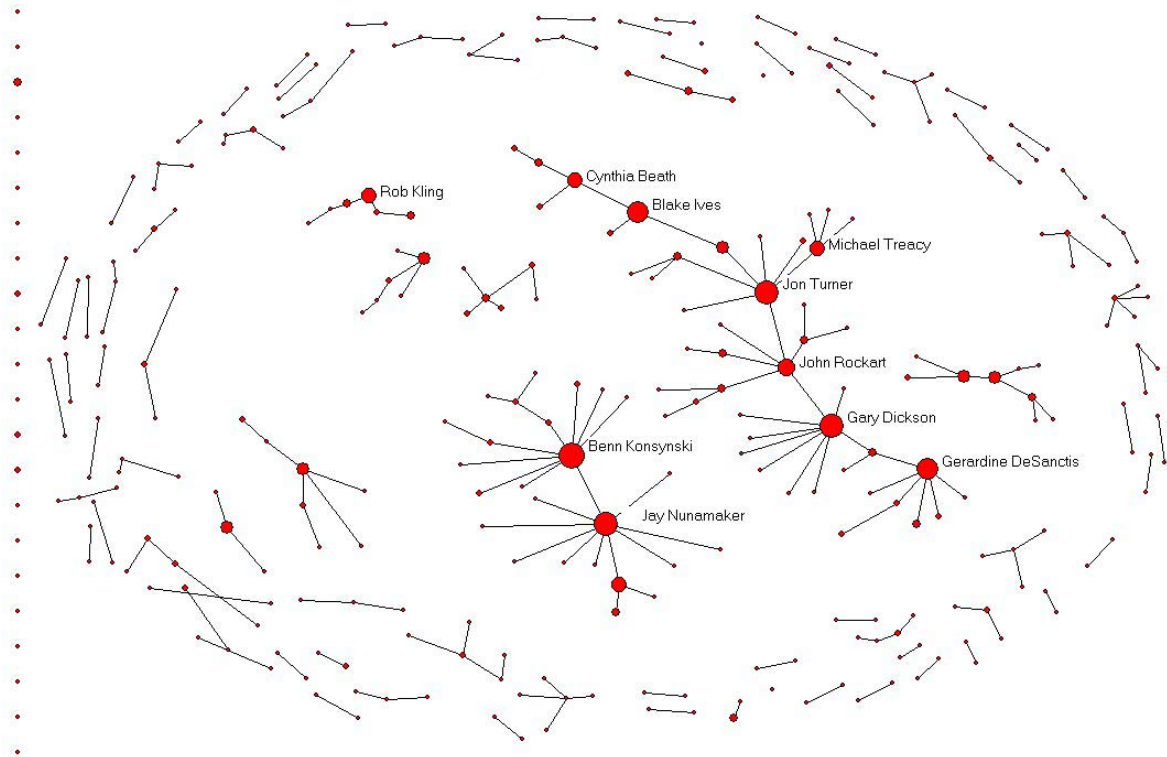 Cynthia Beath
Rob Kling
Blake Ives
Michael Treacy
Jon Turner
John Rockart
Gary Dickson
Benn Konsynski
Gerardine DeSanctis
Jay Nunamaker